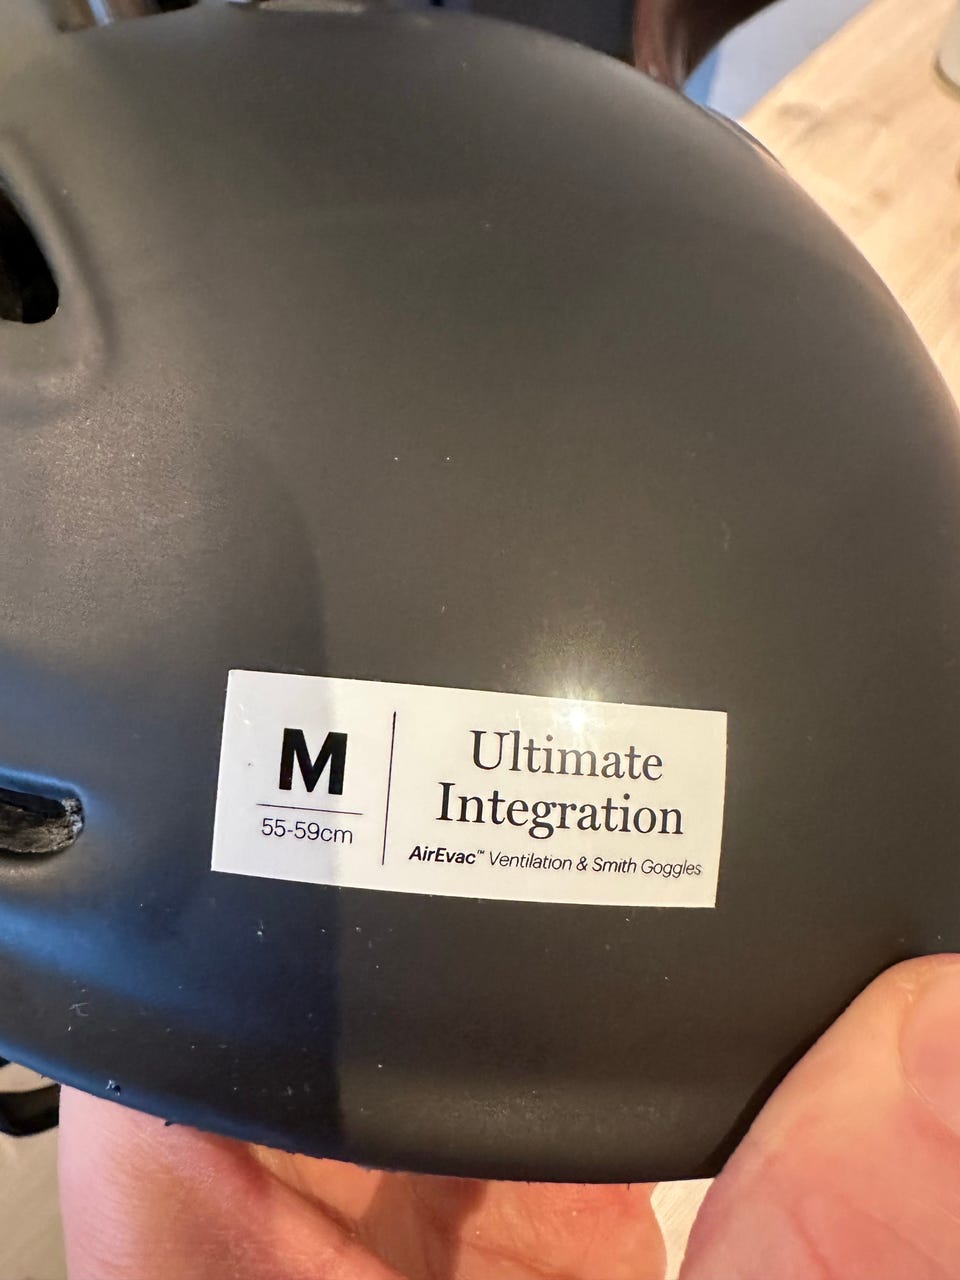 M
55-59cm
Ultimate
Integration
AirEvac™ Ventilation & Smith Goggles